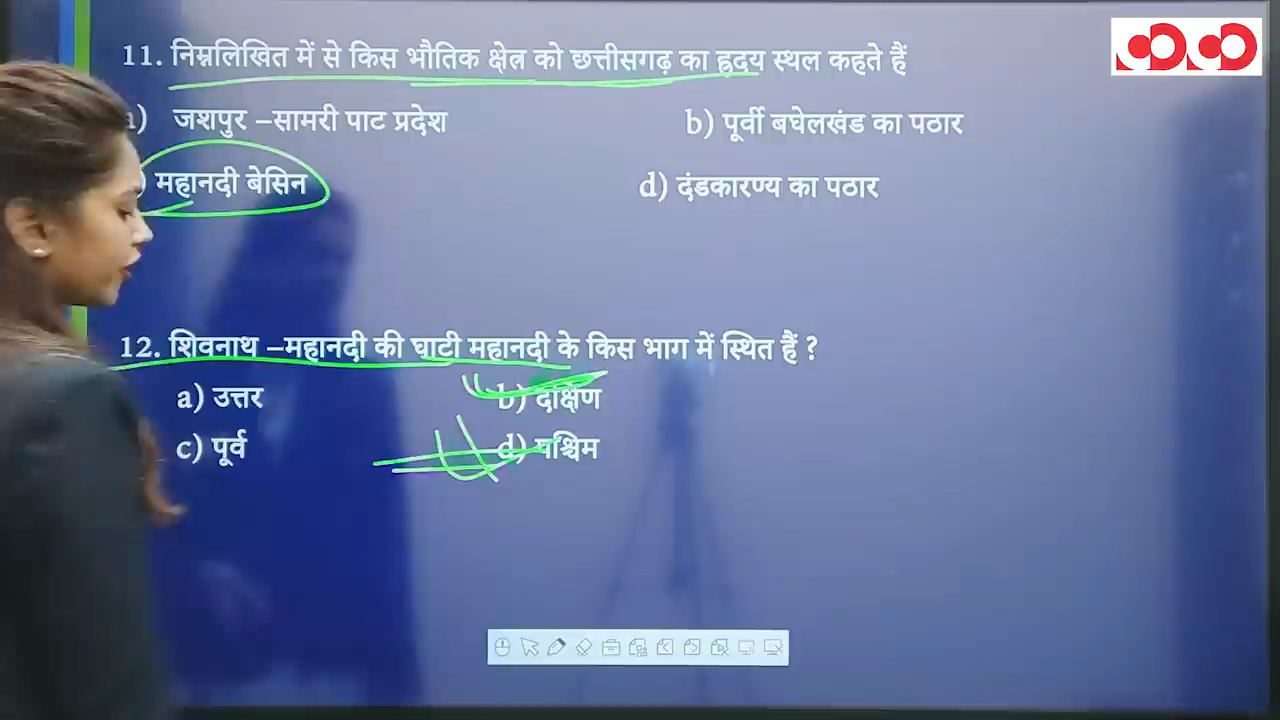 11. निम्नलिखित में से किस भौतिक क्षेत्र को छत्तीसगढ़ का ह्रदय स्थल कहते हैं
) जशपुर –सामरी पाट प्रदेश b) पूर्वी बघेलखंड का पठार
) महानदी बेसिन d) दंडकारण्य का पठार
12. शिवनाथ –महानदी की घाटी महानदी के किस भाग में स्थित हैं ?
a) उत्तर b) दक्षिण
c) पूर्व d) पश्चिम